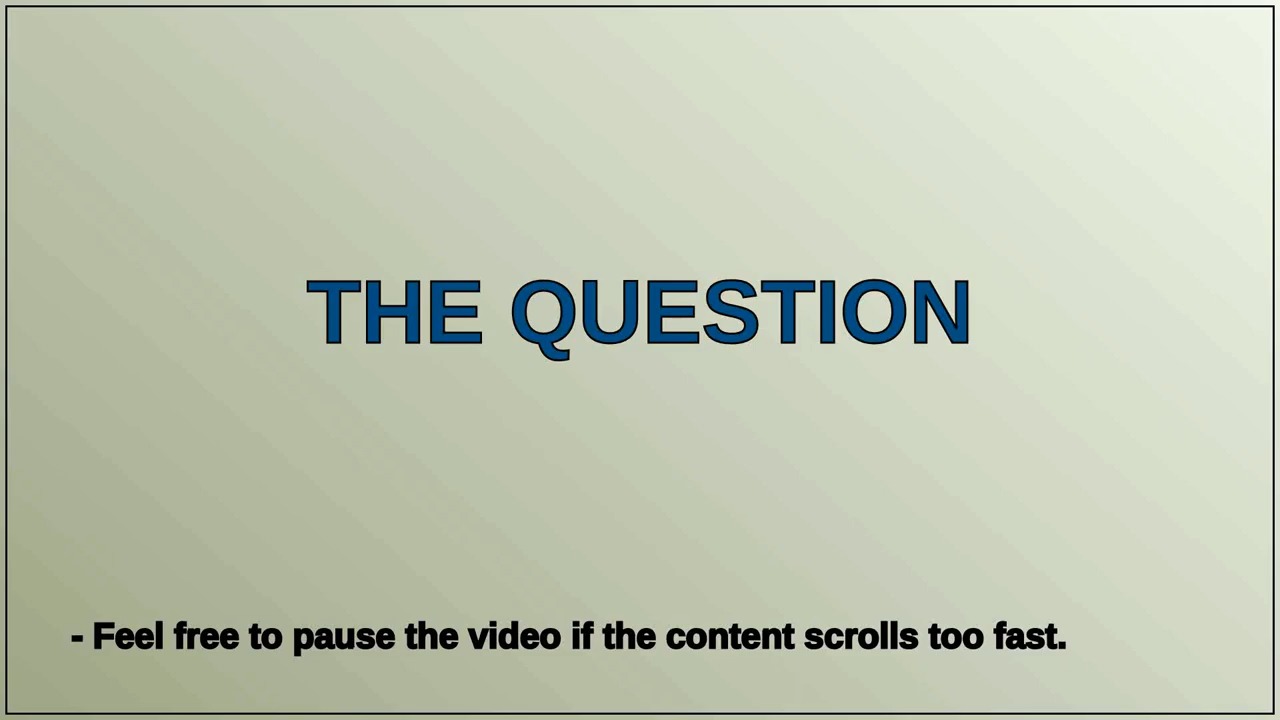 THE QUESTION
- Feel free to pause the video if the content scrolls too fast.